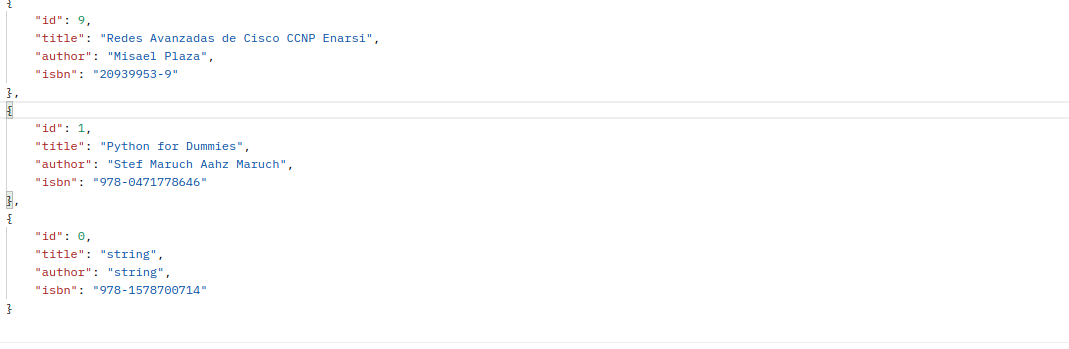 {
"id": 9,
"title": "Redes Avanzadas de Cisco CCNP Enarsi",
"author": "Misael Plaza",
"isbn": "20939953-9"
},
{
"id": 1,
"title": "Python for Dummies",
"author": "Stef Maruch Aahz Maruch",
"isbn": "978-0471778646"
},
{
"id": 0,
"title": "string",
"author": "string",
"isbn": "978-1578700714"
}